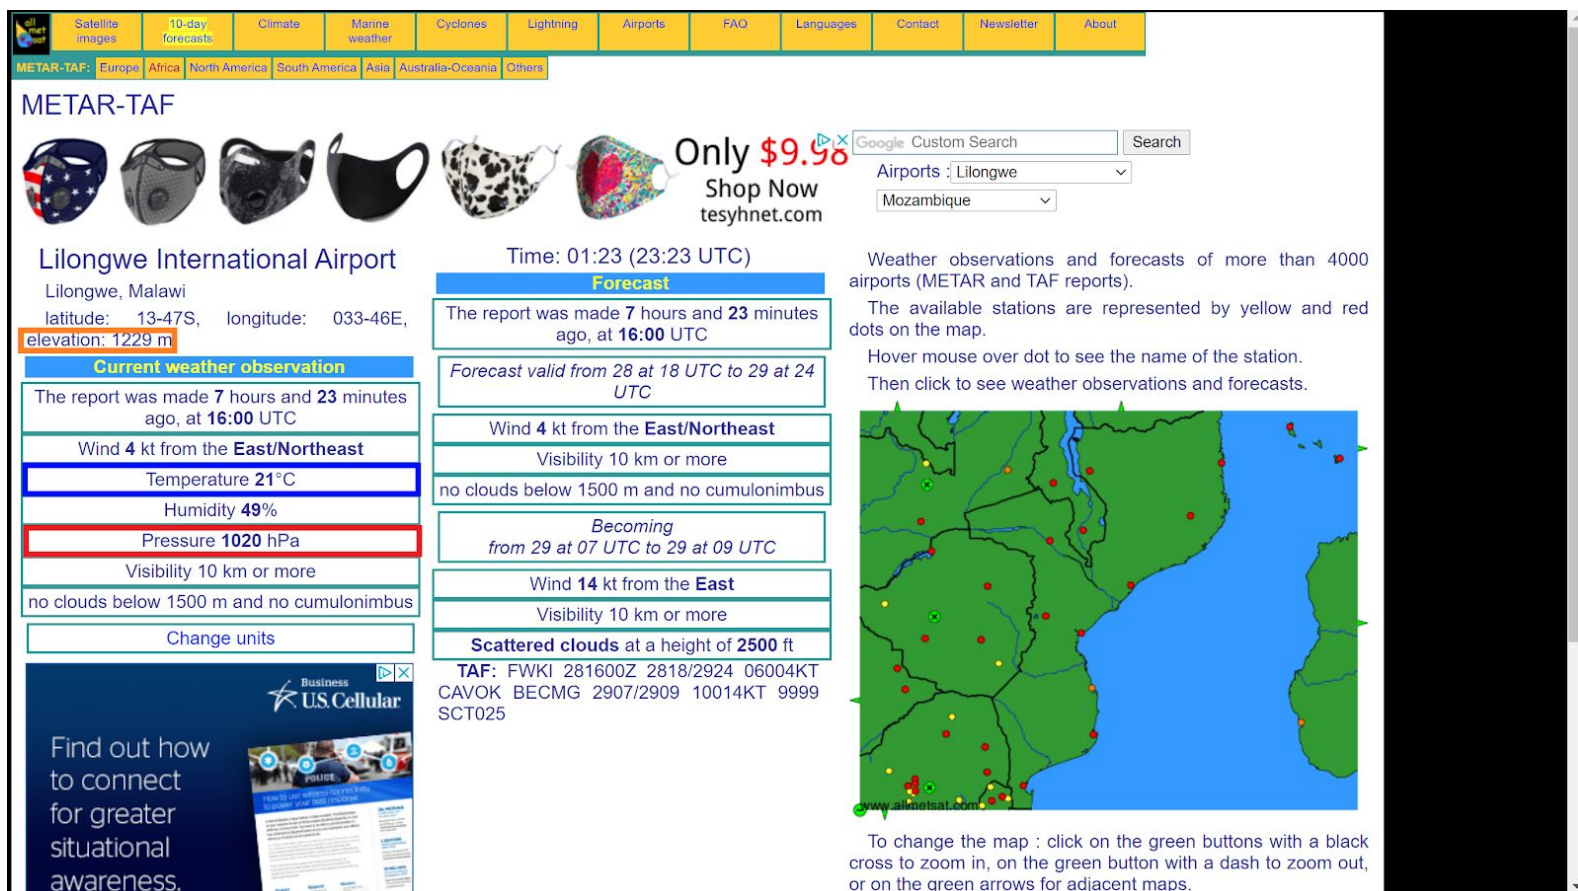 all
met
sat
Satellite
images
10-day
forecasts
Climate
Marine
weather
Cyclones
Lightning
Airports
FAQ
Languages
Contact
Newsletter
About
METAR-TAF: Europe Africa North America South America Asia Australia-Oceania Others
METAR-TAF
Only $9.98
Shop Now
tesyhnet.com
Google Custom Search Search
Airports : Lilongwe
Mozambique
Lilongwe International Airport
Lilongwe, Malawi
latitude: 13-47S, longitude: 033-46E,
elevation: 1229 m
Current weather observation
The report was made 7 hours and 23 minutes
ago, at 16:00 UTC
Wind 4 kt from the East/Northeast
Temperature 21°C
Humidity 49%
Pressure 1020 hPa
Visibility 10 km or more
no clouds below 1500 m and no cumulonimbus
Change units
Business
U.S. Cellular
Find out how
to connect
for greater
situational
awareness.
POLICE
Time: 01:23 (23:23 UTC)
Forecast
The report was made 7 hours and 23 minutes
ago, at 16:00 UTC
Forecast valid from 28 at 18 UTC to 29 at 24
UTC
Wind 4 kt from the East/Northeast
Visibility 10 km or more
no clouds below 1500 m and no cumulonimbus
Becoming
from 29 at 07 UTC to 29 at 09 UTC
Wind 14 kt from the East
Visibility 10 km or more
Scattered clouds at a height of 2500 ft
TAF: FWKI 281600Z 2818/2924 06004KT
CAVOK BECMG 2907/2909 10014KT 9999
SCT025
Weather observations and forecasts of more than 4000
airports (METAR and TAF reports).
The available stations are represented by yellow and red
dots on the map.
Hover mouse over dot to see the name of the station.
Then click to see weather observations and forecasts.
www.allmetsat.com
To change the map : click on the green buttons with a black
cross to zoom in, on the green button with a dash to zoom out,
or on the green arrows for adjacent maps.